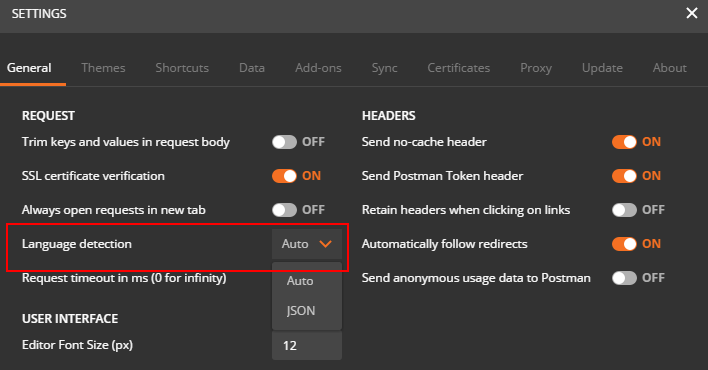 SETTINGS
General Themes Shortcuts Data Add-ons Sync Certificates Proxy Update About
REQUEST
Trim keys and values in request body OFF
SSL certificate verification ON
Always open requests in new tab OFF
Language detection Auto
Request timeout in ms (0 for infinity)
Auto
JSON
USER INTERFACE
Editor Font Size (px) 12
HEADERS
Send no-cache header ON
Send Postman Token header ON
Retain headers when clicking on links OFF
Automatically follow redirects ON
Send anonymous usage data to Postman OFF